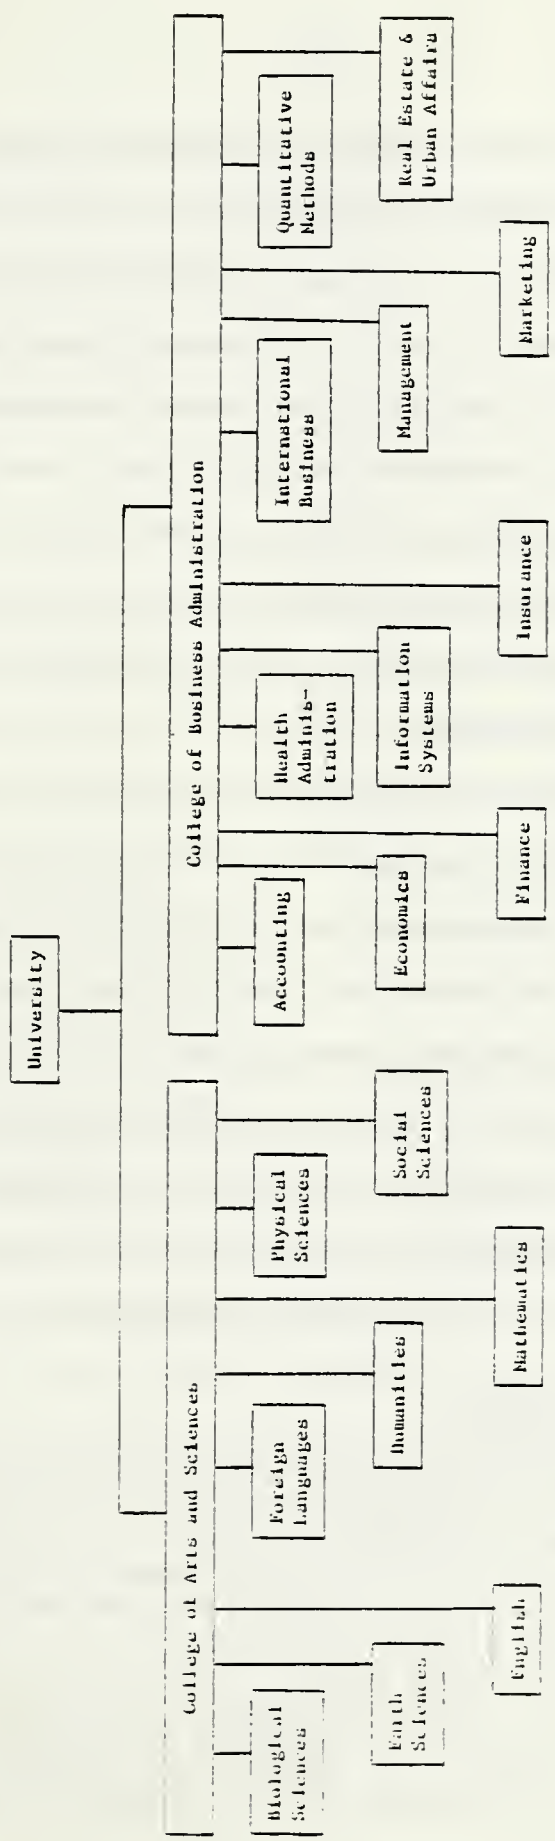 University
College of Arts and Sciences
College of Business Administration
Biological
Sciences
Foreign
Languages
Physical
Sciences
Accounting
Health
Adminis-
tration
International
Business
Quantitative
Methods
Earth
Sciences
Humanities
Social
Sciences
Economics
Information
Systems
Management
Real Estate &
Urban Affairs
English
Mathematics
Finance
Insurance
Marketing